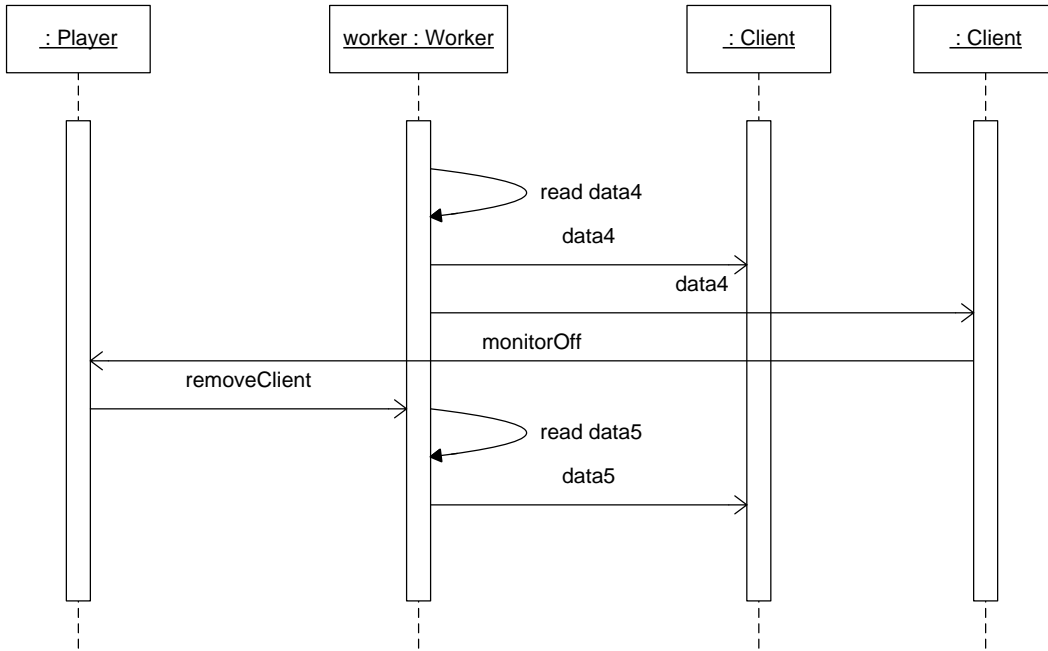 : Player
worker : Worker
: Client
: Client
read data4
data4
data4
monitorOff
removeClient
read data5
data5